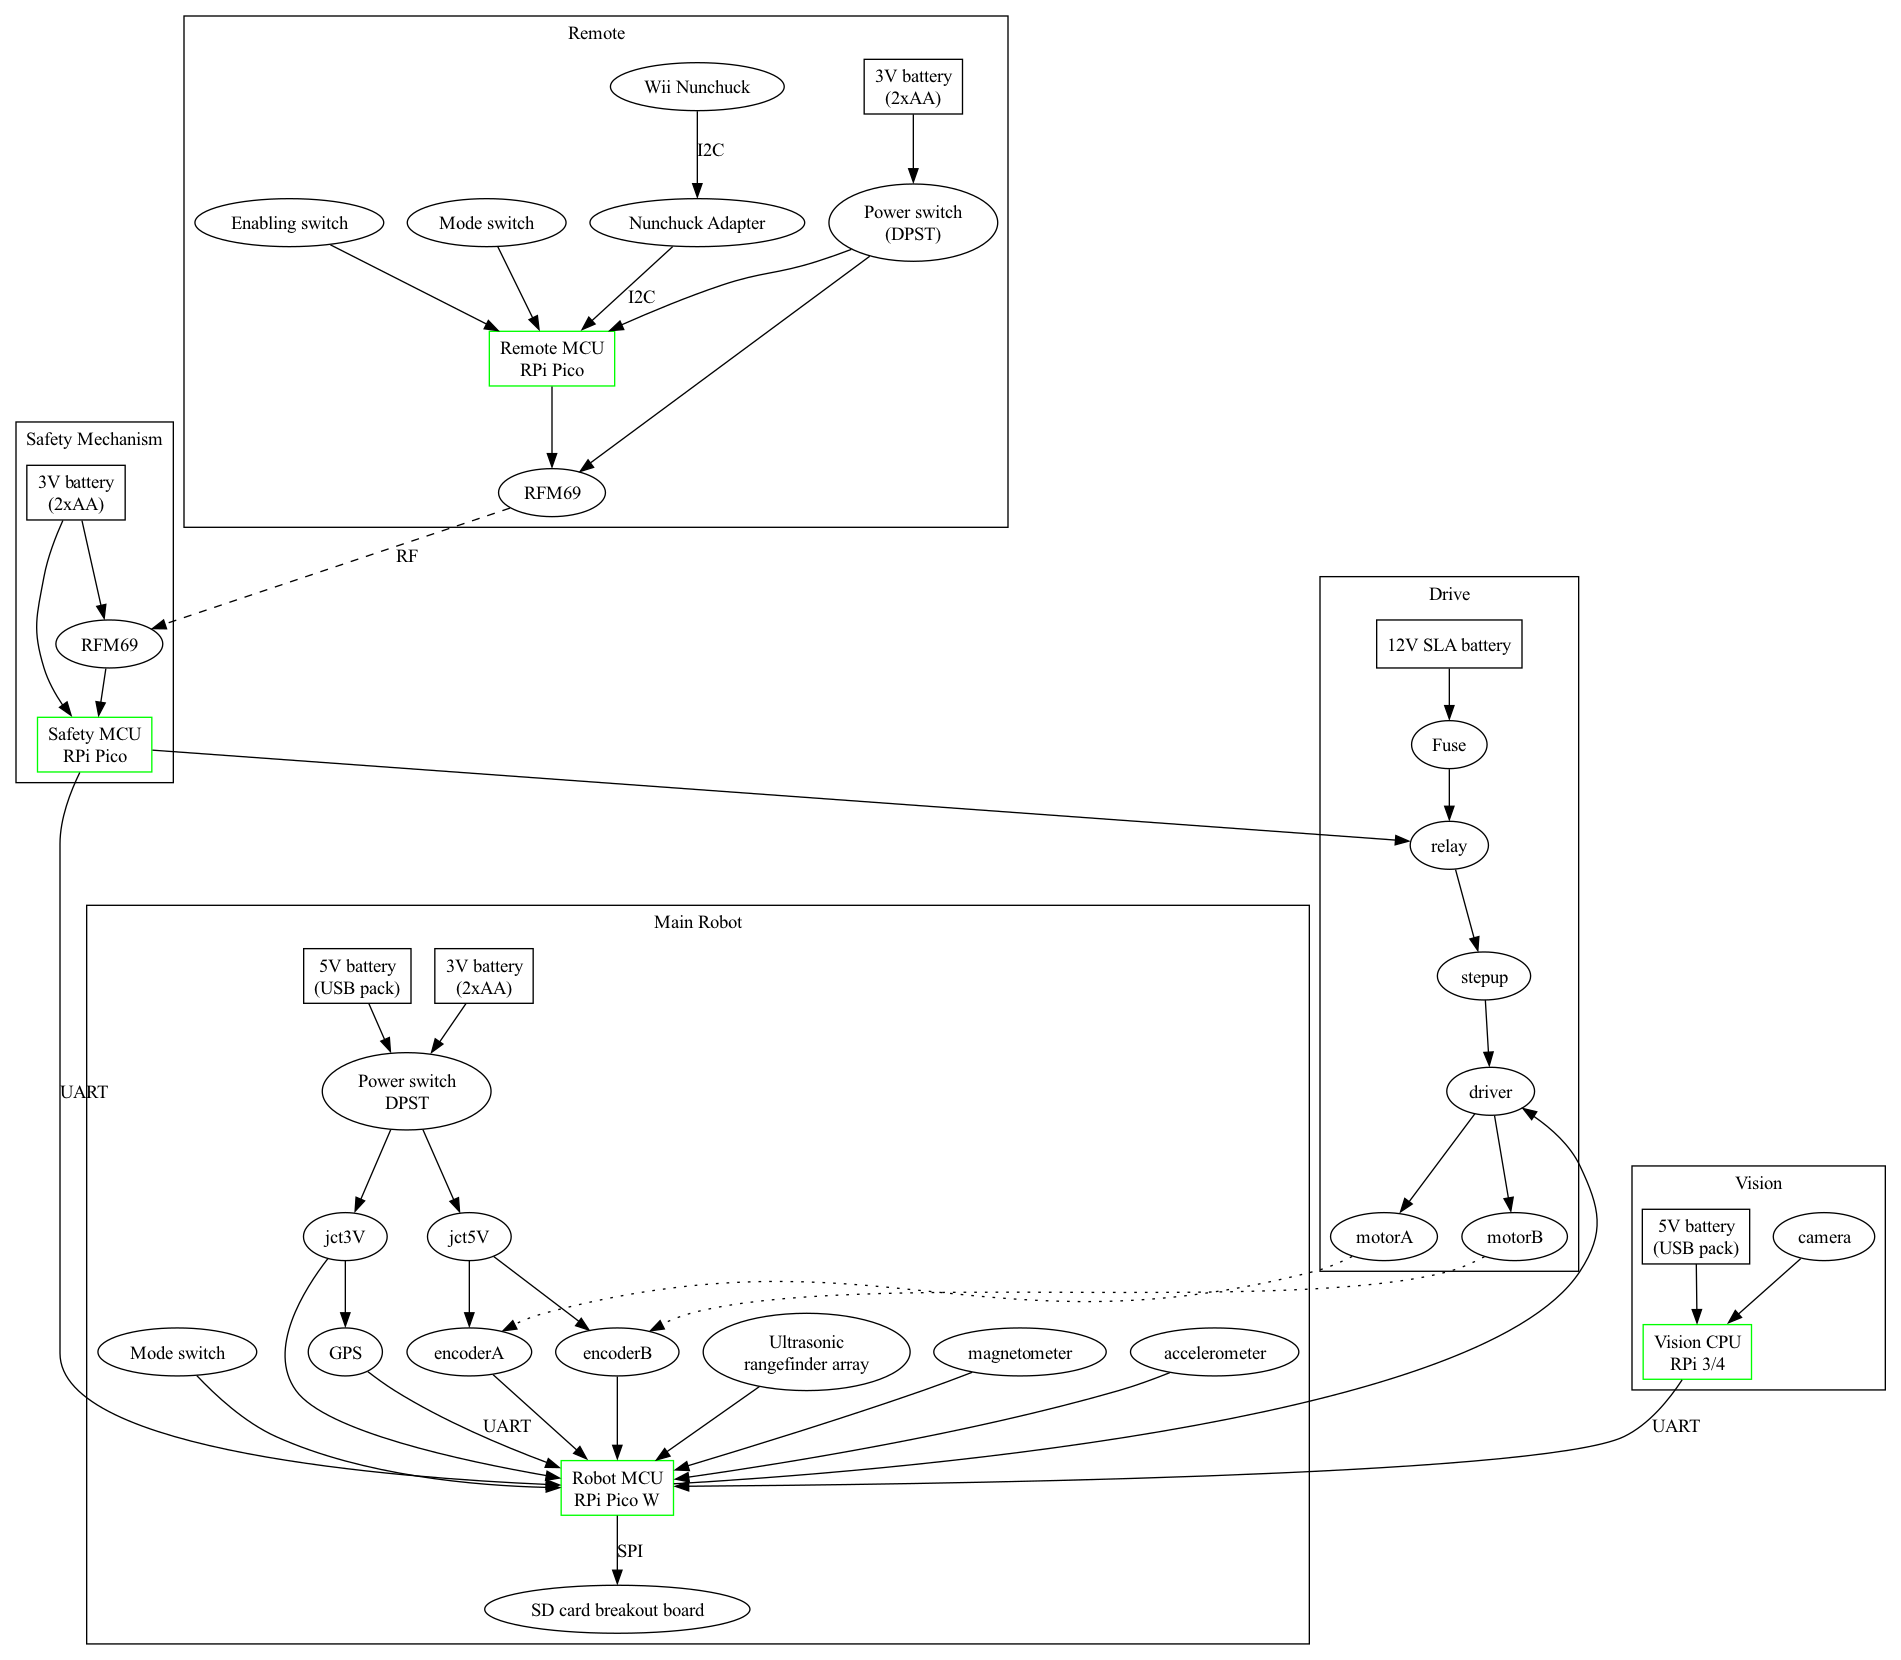 Remote
Wii Nunchuck
3V battery
(2xAA)
I2C
Enabling switch
Mode switch
Nunchuck Adapter
Power switch
(DPST)
I2C
Remote MCU
RPi Pico
RFM69
RF
Safety Mechanism
3V battery
(2xAA)
RFM69
Safety MCU
RPi Pico
UART
Drive
12V SLA battery
Fuse
relay
stepup
driver
motorA
motorB
Main Robot
5V battery
(USB pack)
3V battery
(2xAA)
Power switch
DPST
jct3V
jct5V
Mode switch
GPS
encoderA
encoderB
Ultrasonic
rangefinder array
magnetometer
accelerometer
UART
Robot MCU
RPi Pico W
SPI
SD card breakout board
Vision
5V battery
(USB pack)
camera
Vision CPU
RPi 3/4
UART